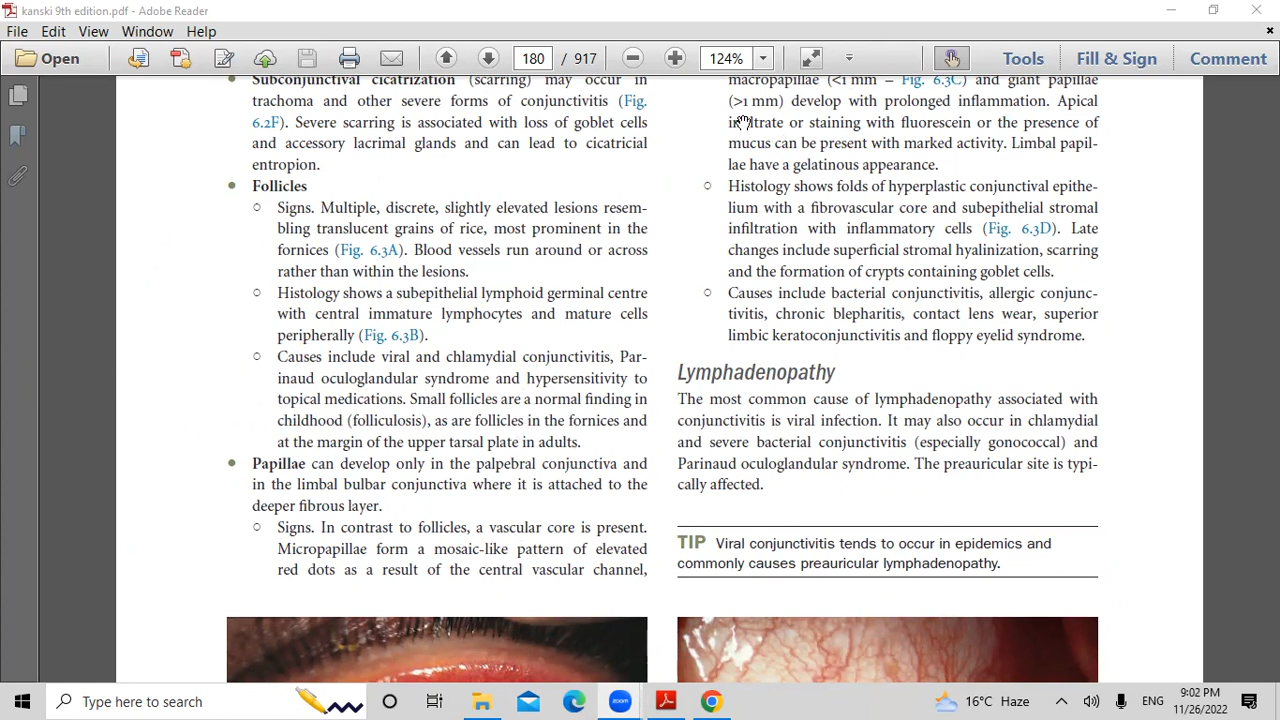 kanski 9th edition.pdf - Adobe Reader
File Edit View Window Help
Open
180 / 917
124%
Tools Fill & Sign Comment
Subconjunctival cicatrization (scarring) may occur in
trachoma and other severe forms of conjunctivitis (Fig.
6.2F). Severe scarring is associated with loss of goblet cells
and accessory lacrimal glands and can lead to cicatricial
entropion.
Follicles
Signs. Multiple, discrete, slightly elevated lesions resem-
bling translucent grains of rice, most prominent in the
fornices (Fig. 6.3A). Blood vessels run around or across
rather than within the lesions.
Histology shows a subepithelial lymphoid germinal centre
with central immature lymphocytes and mature cells
peripherally (Fig. 6.3B).
Causes include viral and chlamydial conjunctivitis, Par-
inaud oculoglandular syndrome and hypersensitivity to
topical medications. Small follicles are a normal finding in
childhood (folliculosis), as are follicles in the fornices and
at the margin of the upper tarsal plate in adults.
Papillae can develop only in the palpebral conjunctiva and
in the limbal bulbar conjunctiva where it is attached to the
deeper fibrous layer.
Signs. In contrast to follicles, a vascular core is present.
Micropapillae form a mosaic-like pattern of elevated
red dots as a result of the central vascular channel,
macropapillae (<1 mm – Fig. 6.3C) and giant papillae
(>1 mm) develop with prolonged inflammation. Apical
infiltrate or staining with fluorescein or the presence of
mucus can be present with marked activity. Limbal papil-
lae have a gelatinous appearance.
Histology shows folds of hyperplastic conjunctival epithe-
lium with a fibrovascular core and subepithelial stromal
infiltration with inflammatory cells (Fig. 6.3D). Late
changes include superficial stromal hyalinization, scarring
and the formation of crypts containing goblet cells.
Causes include bacterial conjunctivitis, allergic conjunc-
tivitis, chronic blepharitis, contact lens wear, superior
limbic keratoconjunctivitis and floppy eyelid syndrome.
Lymphadenopathy
The most common cause of lymphadenopathy associated with
conjunctivitis is viral infection. It may also occur in chlamydial
and severe bacterial conjunctivitis (especially gonococcal) and
Parinaud oculoglandular syndrome. The preauricular site is typi-
cally affected.
TIP Viral conjunctivitis tends to occur in epidemics and
commonly causes preauricular lymphadenopathy.
Type here to search
zoom
16°C Haze
ENG
9:02 PM
11/26/2022